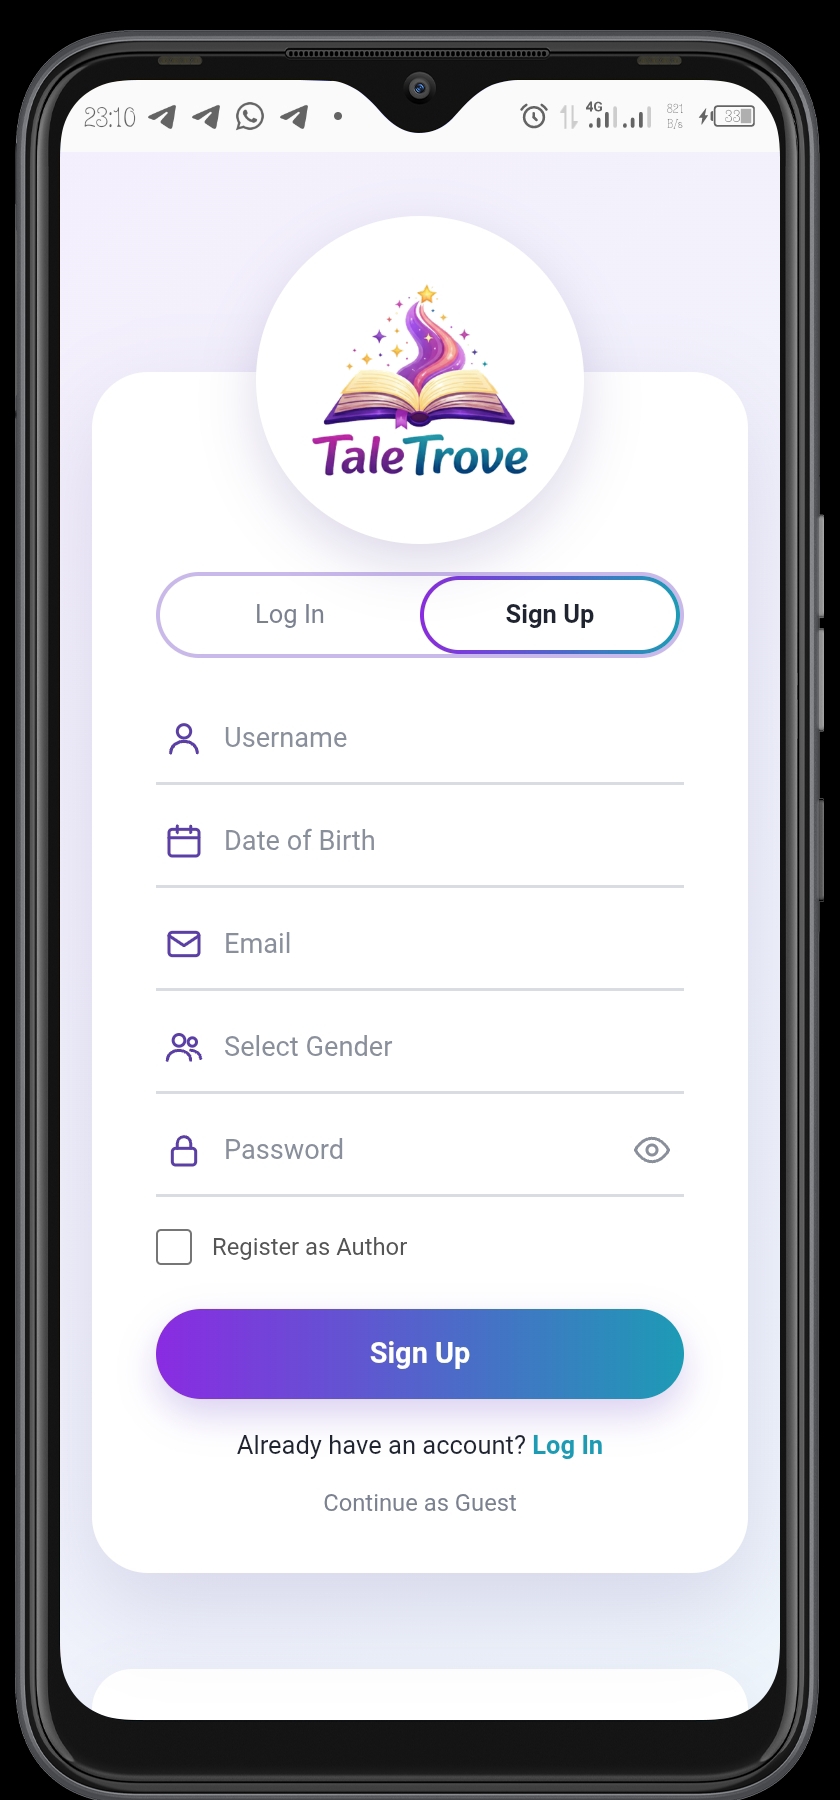 23:10 4G 821 B/s 33
TaleTrove
Log In Sign Up
Username
Date of Birth
Email
Select Gender
Password
Register as Author
Sign Up
Already have an account? Log In
Continue as Guest